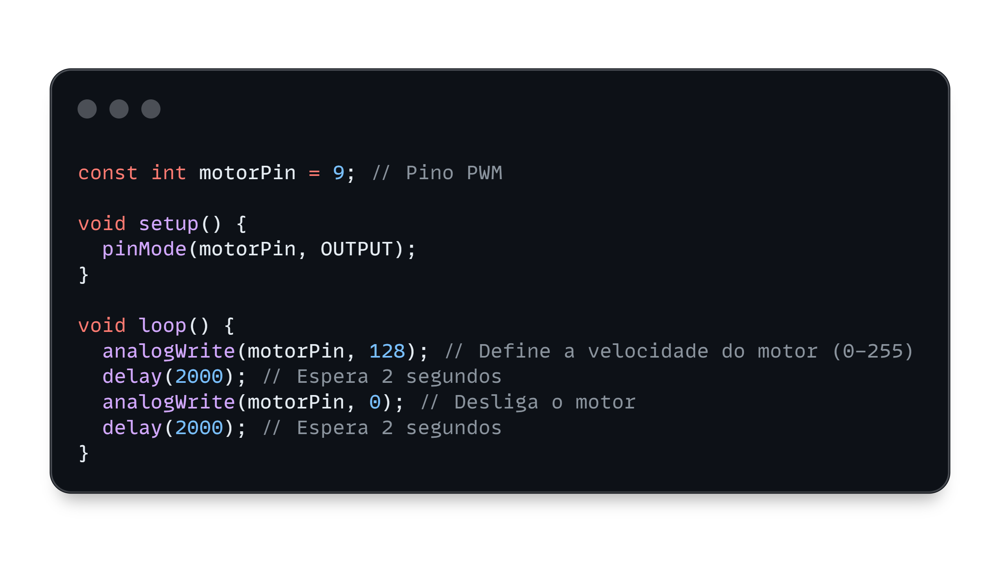 const int motorPin = 9; // Pino PWM
void setup() {
  pinMode(motorPin, OUTPUT);
}
void loop() {
  analogWrite(motorPin, 128); // Define a velocidade do motor (0-255)
  delay(2000); // Espera 2 segundos
  analogWrite(motorPin, 0); // Desliga o motor
  delay(2000); // Espera 2 segundos
}